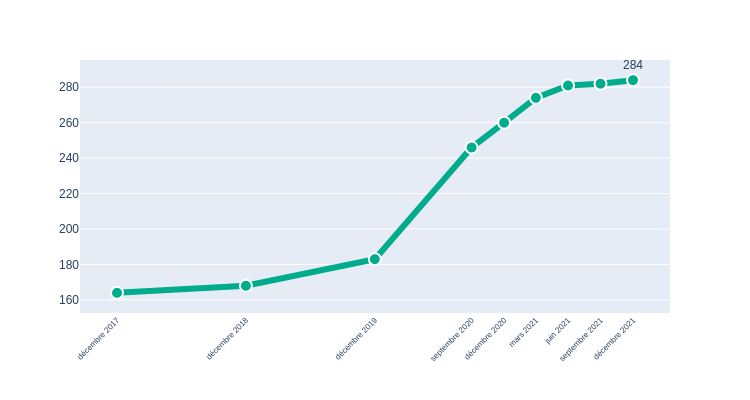 284
280
260
240
220
200
180
160
décembre 2017
décembre 2018
décembre 2019
septembre 2020
décembre 2020
mars 2021
juin 2021
septembre 2021
décembre 2021